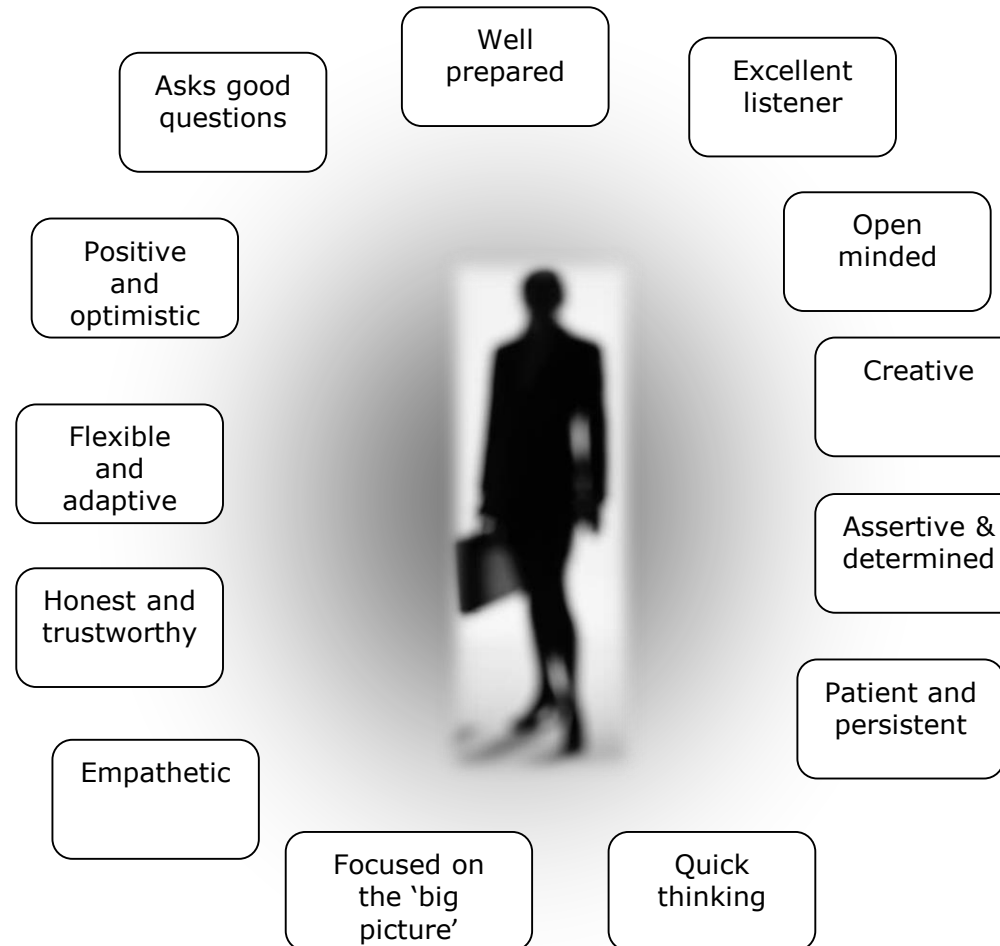 Well
prepared
Excellent
listener
Asks good
questions
Open
minded
Positive
and
optimistic
Creative
Flexible
and
adaptive
Assertive &
determined
Honest and
trustworthy
Patient and
persistent
Empathetic
Focused on
the ‘big
picture’
Quick
thinking